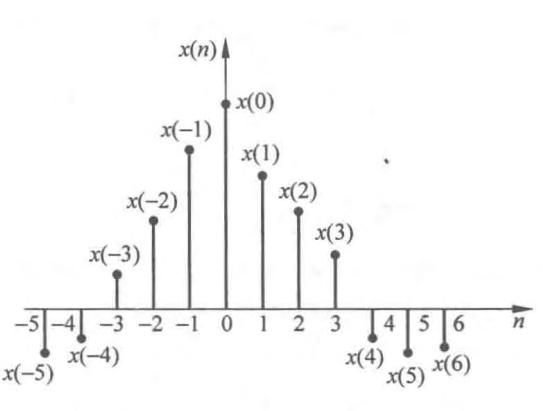 x(n)
x(0)
x(−1)
x(1)
x(−2)
x(2)
x(3)
x(−3)
−5 −4 −3 −2 −1 0 1 2 3 4 5 6 n
x(−4) x(4)
x(−5) x(5) x(6)